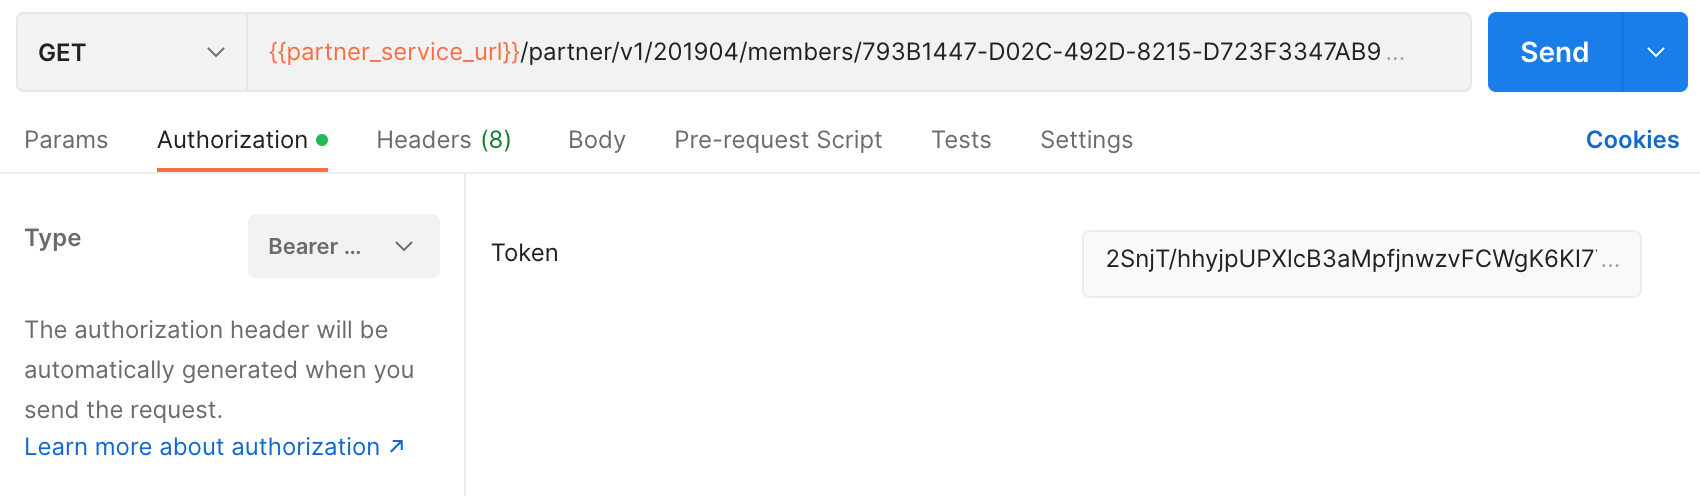 GET {{partner_service_url}}/partner/v1/201904/members/793B1447-D02C-492D-8215-D723F3347AB9 ... Send
Params Authorization Headers (8) Body Pre-request Script Tests Settings Cookies
Type Bearer ...
Token 2SnjT/hhyjpUPXlcB3aMpfjnwzvFCWgK6KI7 ...
The authorization header will be
automatically generated when you
send the request.
Learn more about authorization ↗